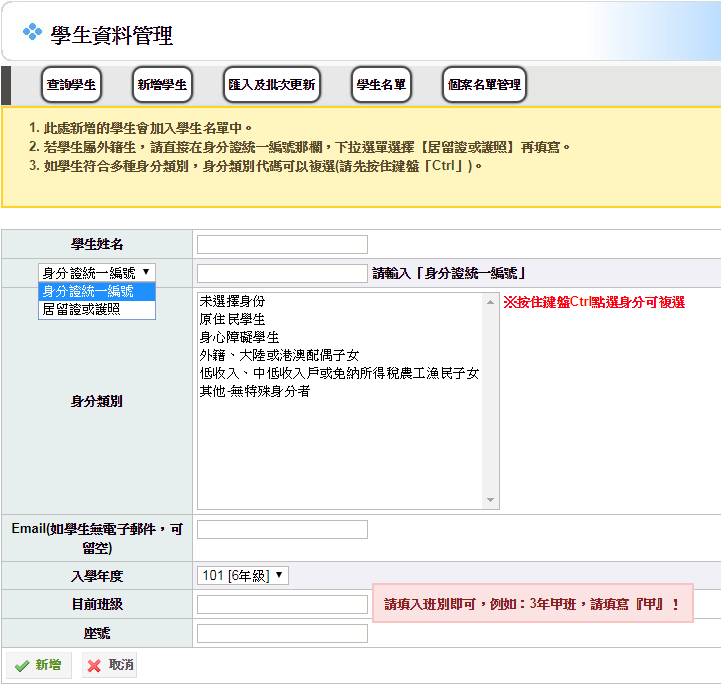 學生資料管理
查詢學生
新增學生
匯入及批次更新
學生名單
個案名單管理
1. 此處新增的學生會加入學生名單中。
2. 若學生屬外籍生，請直接在身分證統一編號那欄，下拉選單選擇【居留證或護照】再填寫。
3. 如學生符合多種身分類別，身分類別代碼可以複選(請先按住鍵盤「Ctrl」)。
學生姓名
身分證統一編號
請輸入「身分證統一編號」
身分證統一編號
居留證或護照
身分類別
未選擇身份
原住民學生
身心障礙學生
外籍、大陸或港澳配偶子女
低收入、中低收入戶或免納所得稅農工漁民子女
其他-無特殊身分者
※按住鍵盤Ctrl點選身分可複選
Email(如學生無電子郵件，可
留空)
入學年度
101 [6年級]
目前班級
請填入班別即可，例如：3年甲班，請填寫『甲』！
座號
新增
取消